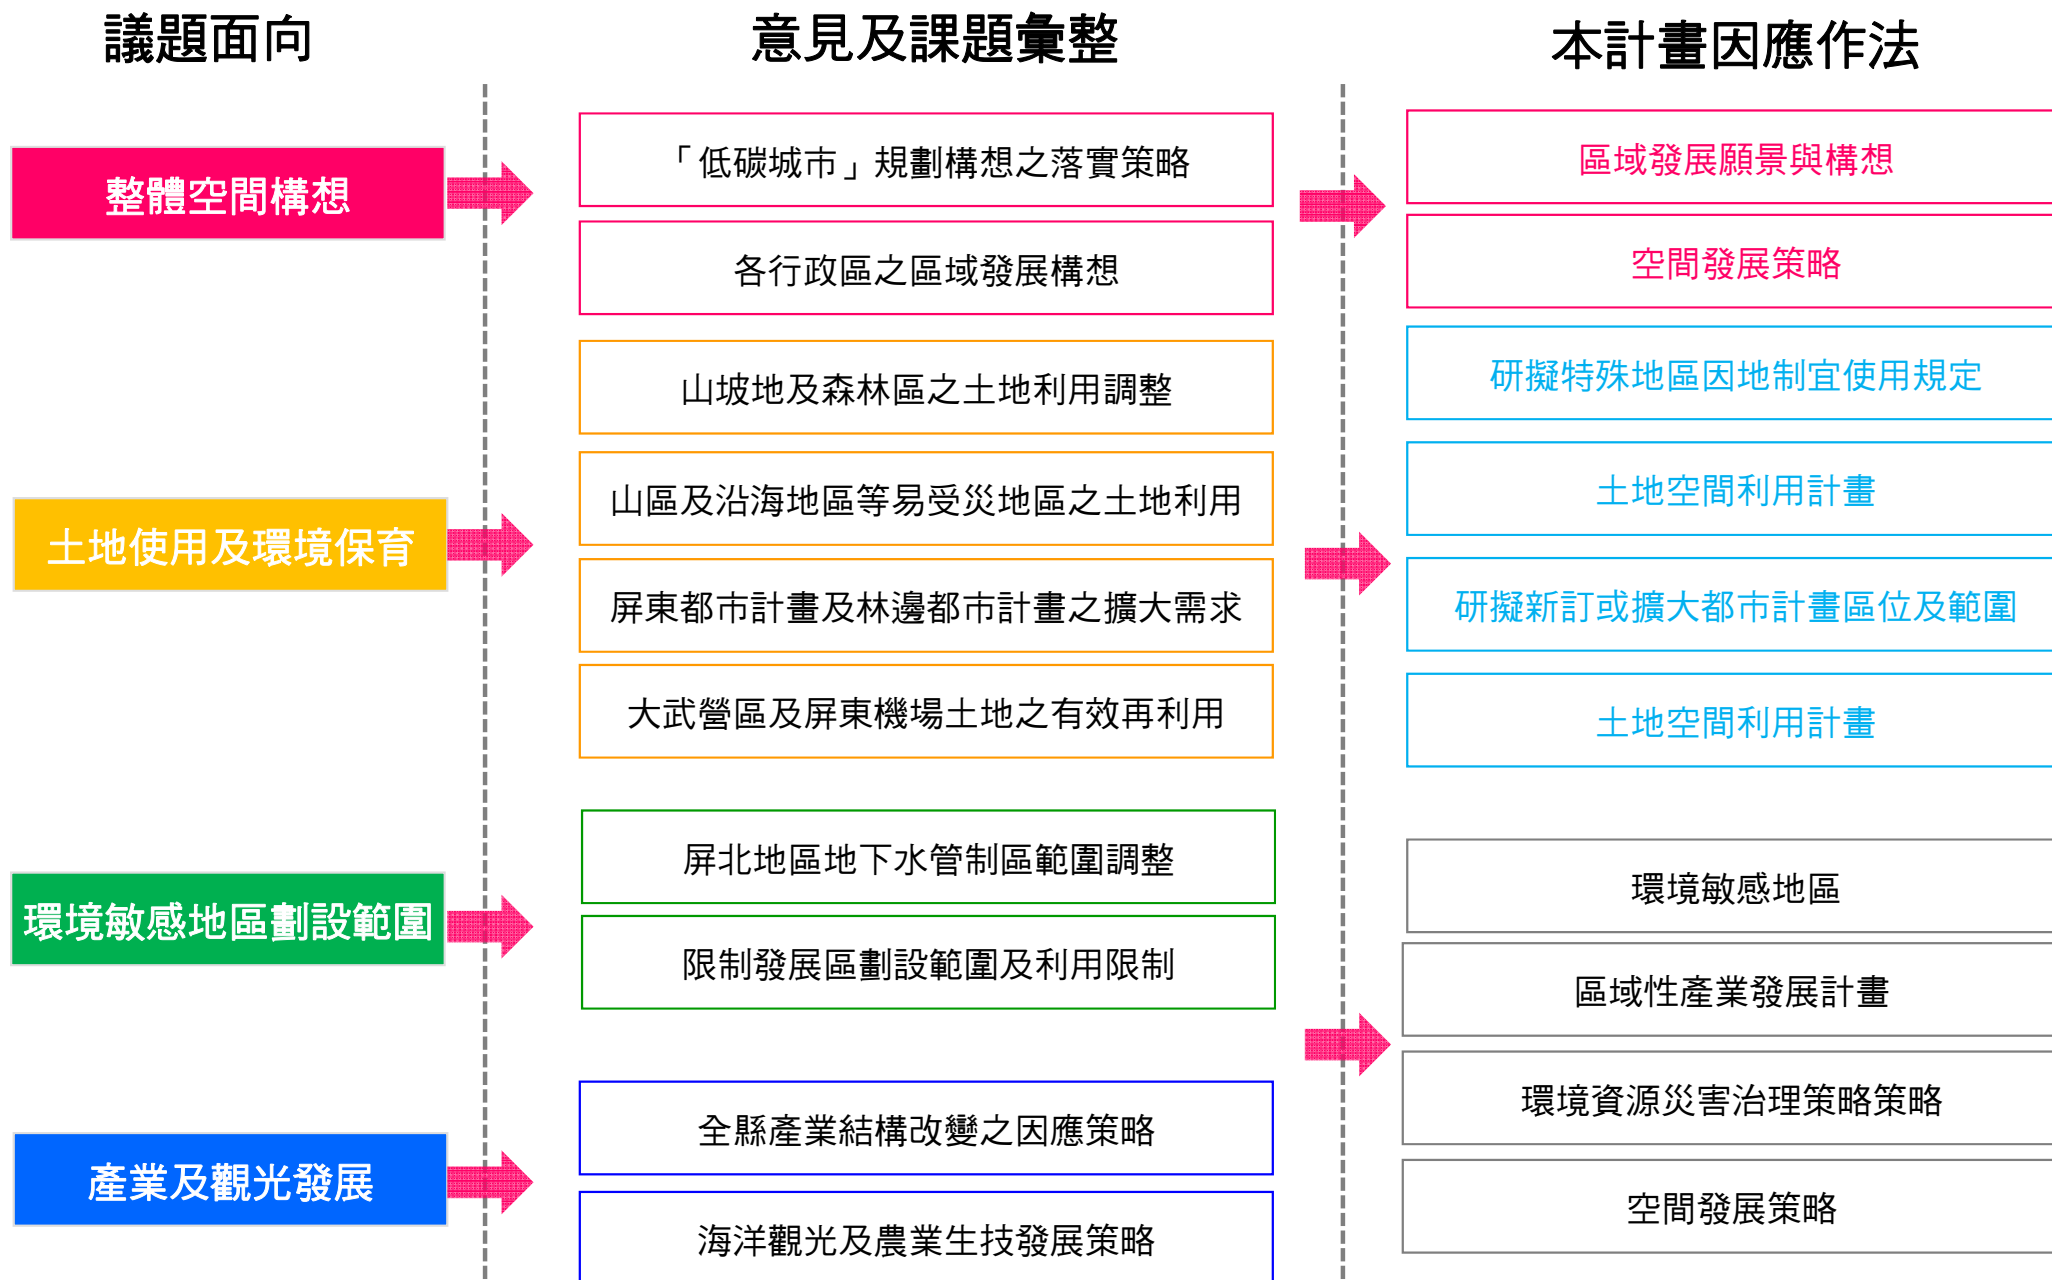 議題面向
意見及課題彙整
本計畫因應作法
整體空間構想
「低碳城市」規劃構想之落實策略
各行政區之區域發展構想
區域發展願景與構想
空間發展策略
土地使用及環境保育
山坡地及森林區之土地利用調整
山區及沿海地區等易受災地區之土地利用
屏東都市計畫及林邊都市計畫之擴大需求
大武營區及屏東機場土地之有效再利用
研擬特殊地區因地制宜使用規定
土地空間利用計畫
研擬新訂或擴大都市計畫區位及範圍
土地空間利用計畫
環境敏感地區劃設範圍
屏北地區地下水管制區範圍調整
限制發展區劃設範圍及利用限制
產業及觀光發展
全縣產業結構改變之因應策略
海洋觀光及農業生技發展策略
環境敏感地區
區域性產業發展計畫
環境資源災害治理策略策略
空間發展策略